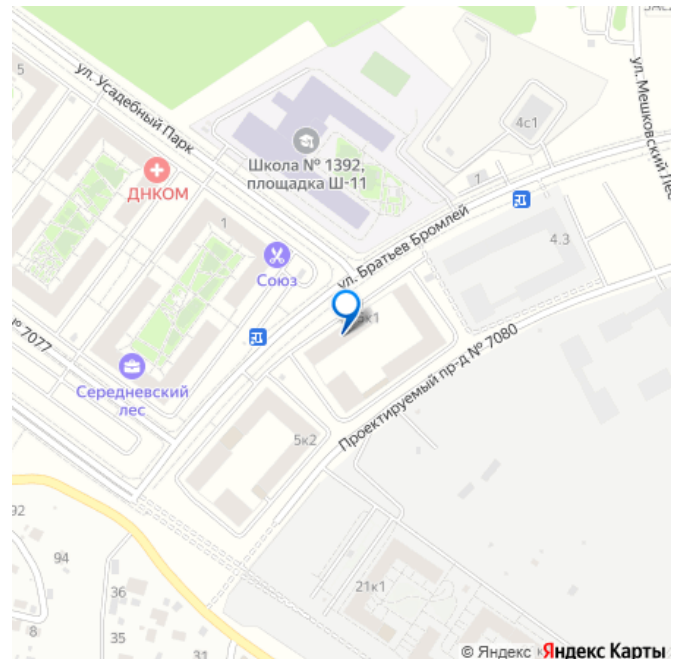 5
ул. Усадебный Парк
ул. Мешковский Лес
4с1
Школа № 1392,
площадка Ш-11
ДНКОМ
1
1
4.3
Союз
ул. Братьев Бромлей
5к1
№ 7077
Середневский
лес
Проектируемый пр-д № 7080
5к2
92
94
36
21к1
8
35
31
© Яндекс
Яндекс Карты